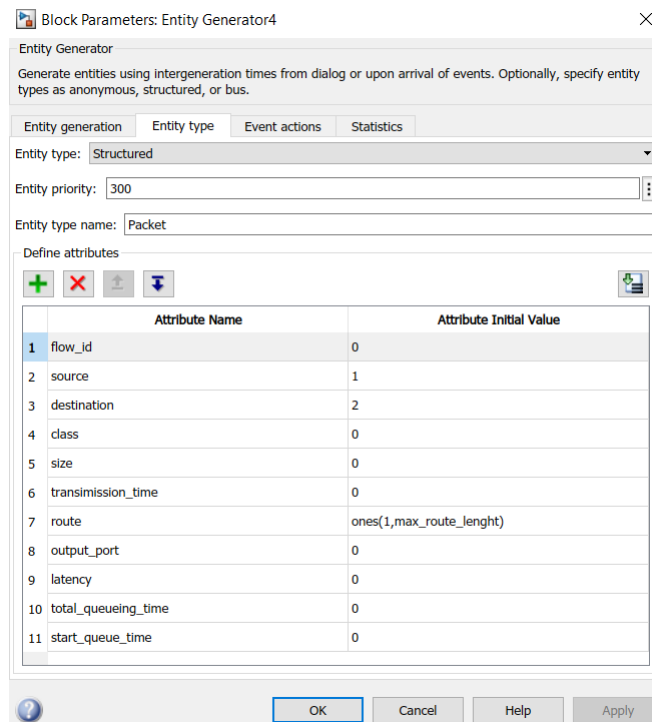 Block Parameters: Entity Generator4
Entity Generator
Generate entities using intergeneration times from dialog or upon arrival of events. Optionally, specify entity
types as anonymous, structured, or bus.
Entity generation Entity type Event actions Statistics
Entity type: Structured
Entity priority: 300
Entity type name: Packet
Define attributes
Attribute Name Attribute Initial Value
1 flow_id 0
2 source 1
3 destination 2
4 class 0
5 size 0
6 transimission_time 0
7 route ones(1,max_route_lenght)
8 output_port 0
9 latency 0
10 total_queueing_time 0
11 start_queue_time 0
OK Cancel Help Apply